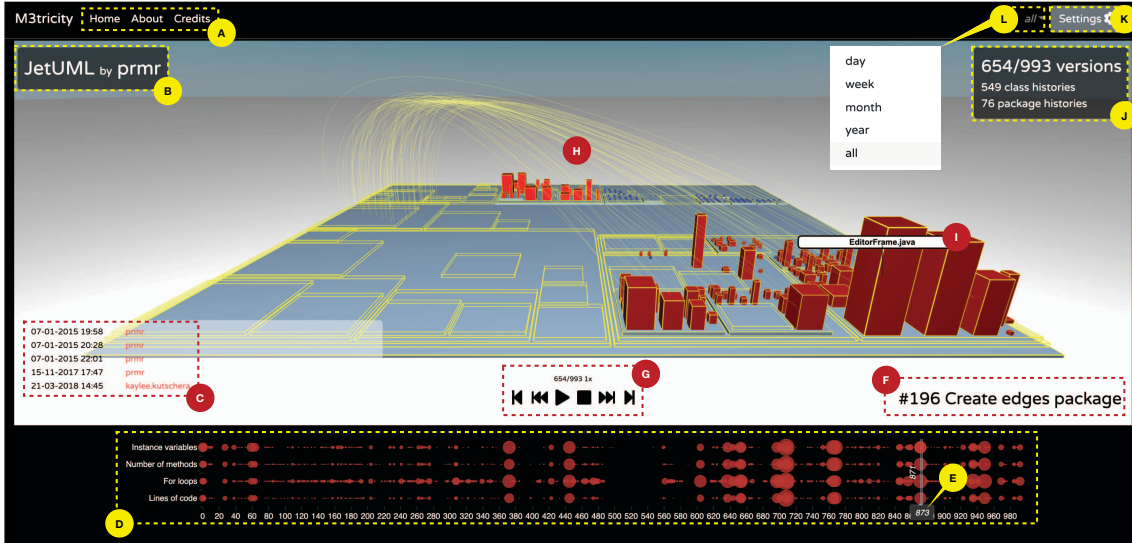 M3tricity Home About Credits
A
L
all
Settings
K
JetUML by prmr
B
day
week
month
year
all
654/993 versions
549 class histories
76 package histories
J
H
EditorFrame.java
I
07-01-2015 19:58 prmr
07-01-2015 20:28 prmr
07-01-2015 22:01 prmr
15-11-2017 17:47 prmr
21-03-2018 14:45 kaylee.kutschera
C
654/993 1x
G
F
#196 Create edges package
Instance variables
Number of methods
For loops
Lines of code
871
E
873
D
0 20 40 60 80 100 120 140 160 180 200 220 240 260 280 300 320 340 360 380 400 420 440 460 480 500 520 540 560 580 600 620 640 660 680 700 720 740 760 780 800 820 840 900 920 940 960 980